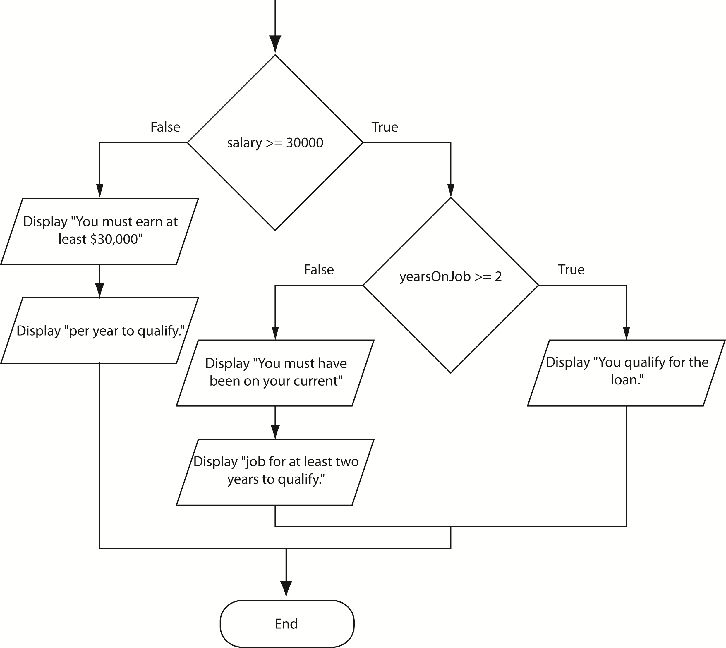 salary >= 30000
False
True
Display "You must earn at
least $30,000"
Display "per year to qualify."
yearsOnJob >= 2
False
True
Display "You must have
been on your current"
Display "job for at least two
years to qualify."
Display "You qualify for the
loan."
End